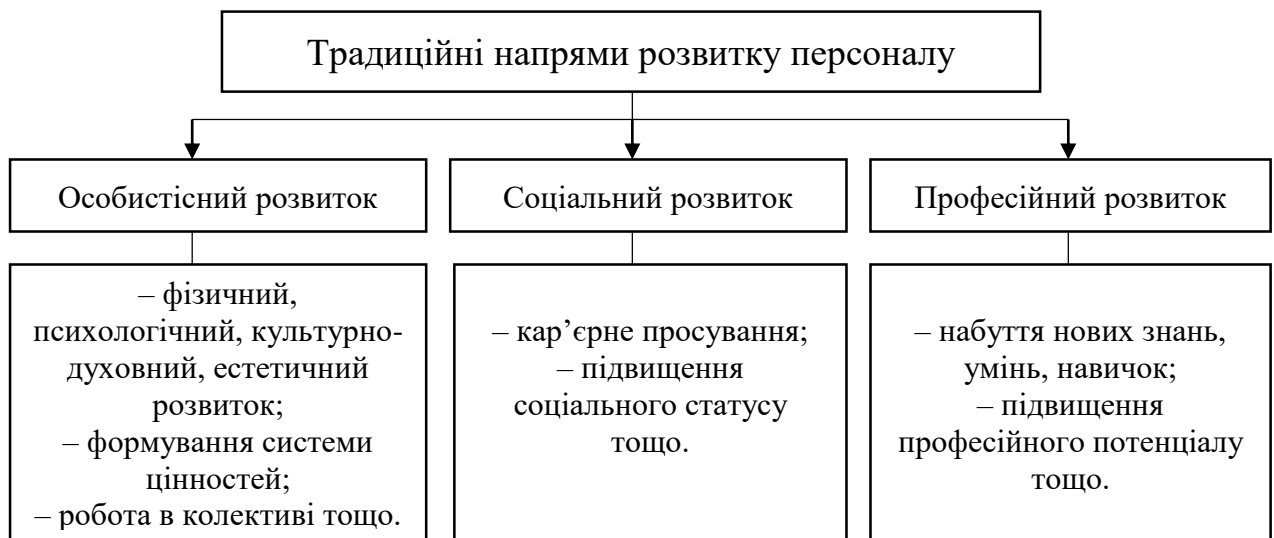 Традиційні напрями розвитку персоналу
Особистісний розвиток
Соціальний розвиток
Професійний розвиток
– фізичний,
психологічний, культурно-
духовний, естетичний
розвиток;
– формування системи
цінностей;
– робота в колективі тощо.
– кар’єрне просування;
– підвищення
соціального статусу
тощо.
– набуття нових знань,
умінь, навичок;
– підвищення
професійного потенціалу
тощо.